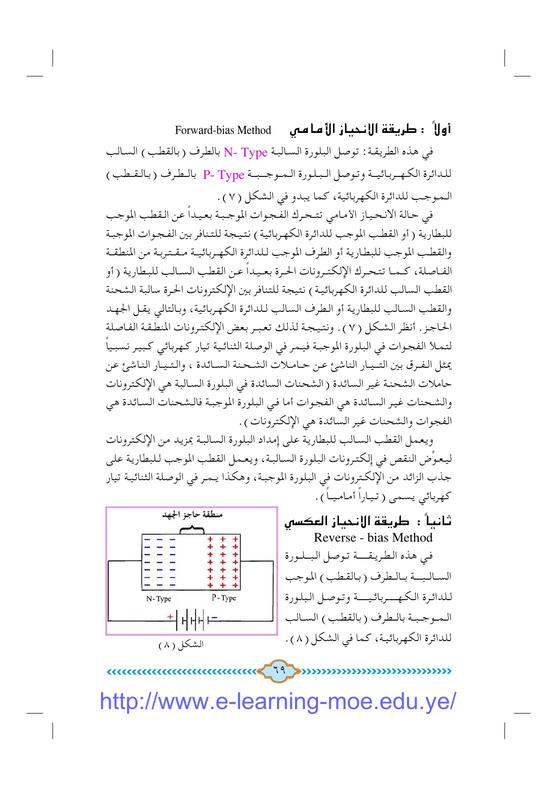 أولاً : طريقة الانحياز الأمامي Forward-bias Method
في هذه الطريقة : توصل البلورة السالبة N- Type بالطرف ( بالقطب ) السالب
للدائرة الكهربائية وتوصل البلورة الموجبة P- Type بالطرف ( بالقطب )
الموجب للدائرة الكهربائية ، كما يبدو في الشكل ( ٧ ) .
في حالة الانحياز الأمامي تتحرك الفجوات الموجبة بعيداً عن القطب الموجب
للبطارية ( أو القطب الموجب للدائرة الكهربائية ) نتيجة للتنافر بين الفجوات الموجبة
والقطب الموجب للبطارية أو الطرف الموجب للدائرة الكهربائية مقتربة من المنطقة
الفاصلة ، كما تتحرك الإلكترونات الحرة بعيداً عن القطب السالب للبطارية ( أو
القطب السالب للدائرة الكهربائية ) نتيجة للتنافر بين الإلكترونات الحرة سالبة الشحنة
والقطب السالب للبطارية أو الطرف السالب للدائرة الكهربائية ، وبالتالي يقل الجهد
الحاجز . أنظر الشكل ( ٧ ) . ونتيجة لذلك تعبر بعض الإلكترونات المنطقة الفاصلة
لتملأ الفجوات في البلورة الموجبة فيمر في الوصلة الثنائية تيار كهربائي كبير نسبياً
يمثل الفرق بين التيار الناشئ عن حاملات الشحنة السائدة ، والتيار الناشئ عن
حاملات الشحنة غير السائدة ( الشحنات السائدة في البلورة السالبة هي الإلكترونات
والشحنات غير السائدة هي الفجوات أما في البلورة الموجبة فالشحنات السائدة هي
الفجوات والشحنات غير السائدة هي الإلكترونات ) .
ويعمل القطب السالب للبطارية على إمداد البلورة السالبة بمزيد من الإلكترونات
ليعوّض النقص في إلكترونات البلورة السالبة ، ويعمل القطب الموجب للبطارية على
جذب الزائد من الإلكترونات في البلورة الموجبة ، وهكذا يمر في الوصلة الثنائية تيار
كهربائي يسمى ( تياراً أمامياً ) .
ثانياً : طريقة الانحياز العكسي
Reverse - bias Method
في هذه الطريقة توصل البلورة
السالبة بالطرف ( بالقطب ) الموجب
للدائرة الكهربائية وتوصل البلورة
الموجبة بالطرف ( بالقطب ) السالب
للدائرة الكهربائية ، كما في الشكل ( ٨ ) .
منطقة حاجز الجهد
N-Type P-Type
+ −
الشكل ( ٨ )
٦٩
http://www.e-learning-moe.edu.ye/